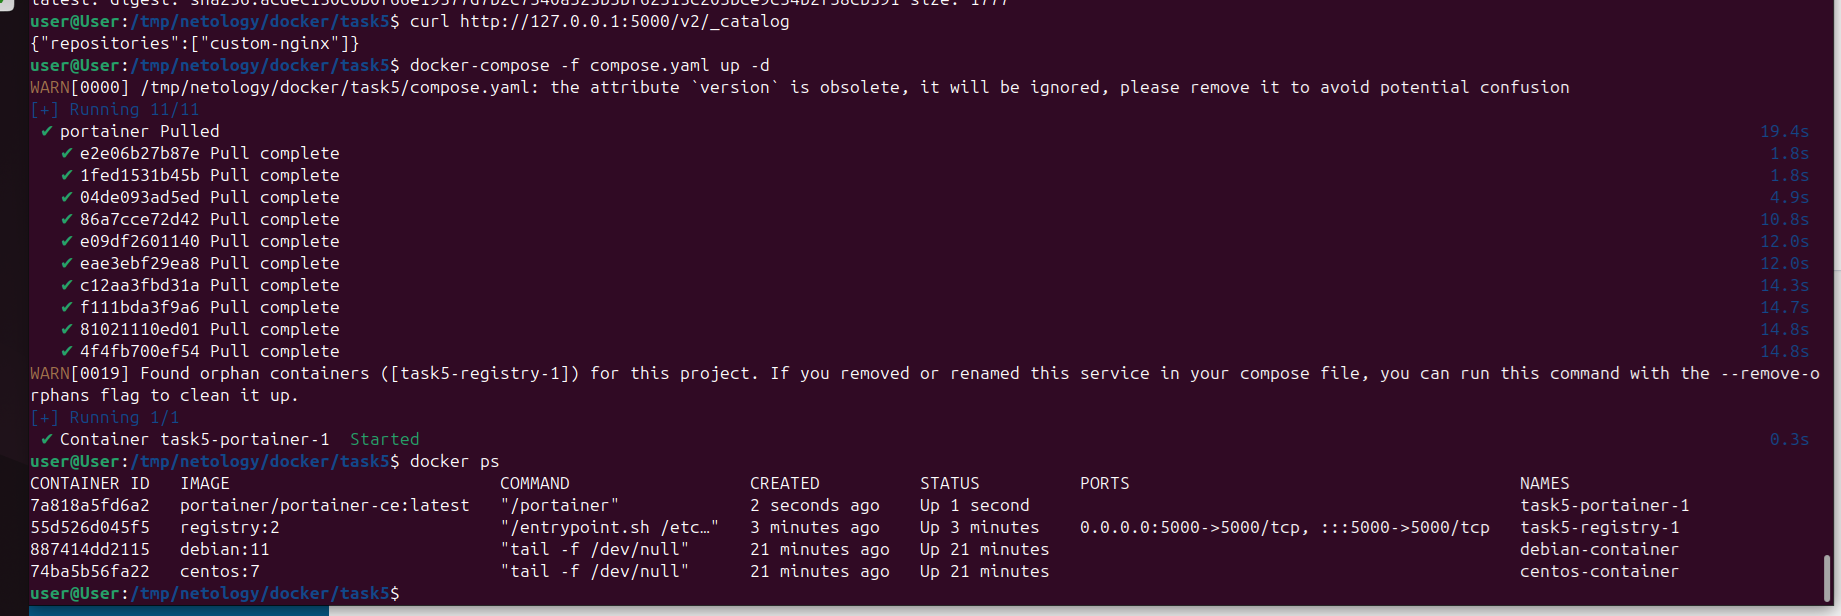 user@User:/tmp/netology/docker/task5$ curl http://127.0.0.1:5000/v2/_catalog
{"repositories":["custom-nginx"]}
user@User:/tmp/netology/docker/task5$ docker-compose -f compose.yaml up -d
WARN[0000] /tmp/netology/docker/task5/compose.yaml: the attribute `version` is obsolete, it will be ignored, please remove it to avoid potential confusion
[+] Running 11/11
✔ portainer Pulled 19.4s
✔ e2e06b27b87e Pull complete 1.8s
✔ 1fed1531b45b Pull complete 1.8s
✔ 04de093ad5ed Pull complete 4.9s
✔ 86a7cce72d42 Pull complete 10.8s
✔ e09df2601140 Pull complete 12.0s
✔ eae3ebf29ea8 Pull complete 12.0s
✔ c12aa3fbd31a Pull complete 14.3s
✔ f111bda3f9a6 Pull complete 14.7s
✔ 81021110ed01 Pull complete 14.8s
✔ 4f4fb700ef54 Pull complete 14.8s
WARN[0019] Found orphan containers ([task5-registry-1]) for this project. If you removed or renamed this service in your compose file, you can run this command with the --remove-o
rphans flag to clean it up.
[+] Running 1/1
✔ Container task5-portainer-1 Started 0.3s
user@User:/tmp/netology/docker/task5$ docker ps
CONTAINER ID IMAGE COMMAND CREATED STATUS PORTS NAMES
7a818a5fd6a2 portainer/portainer-ce:latest "/portainer" 2 seconds ago Up 1 second task5-portainer-1
55d526d045f5 registry:2 "/entrypoint.sh /etc…" 3 minutes ago Up 3 minutes 0.0.0.0:5000->5000/tcp, :::5000->5000/tcp task5-registry-1
887414dd2115 debian:11 "tail -f /dev/null" 21 minutes ago Up 21 minutes debian-container
74ba5b56fa22 centos:7 "tail -f /dev/null" 21 minutes ago Up 21 minutes centos-container
user@User:/tmp/netology/docker/task5$